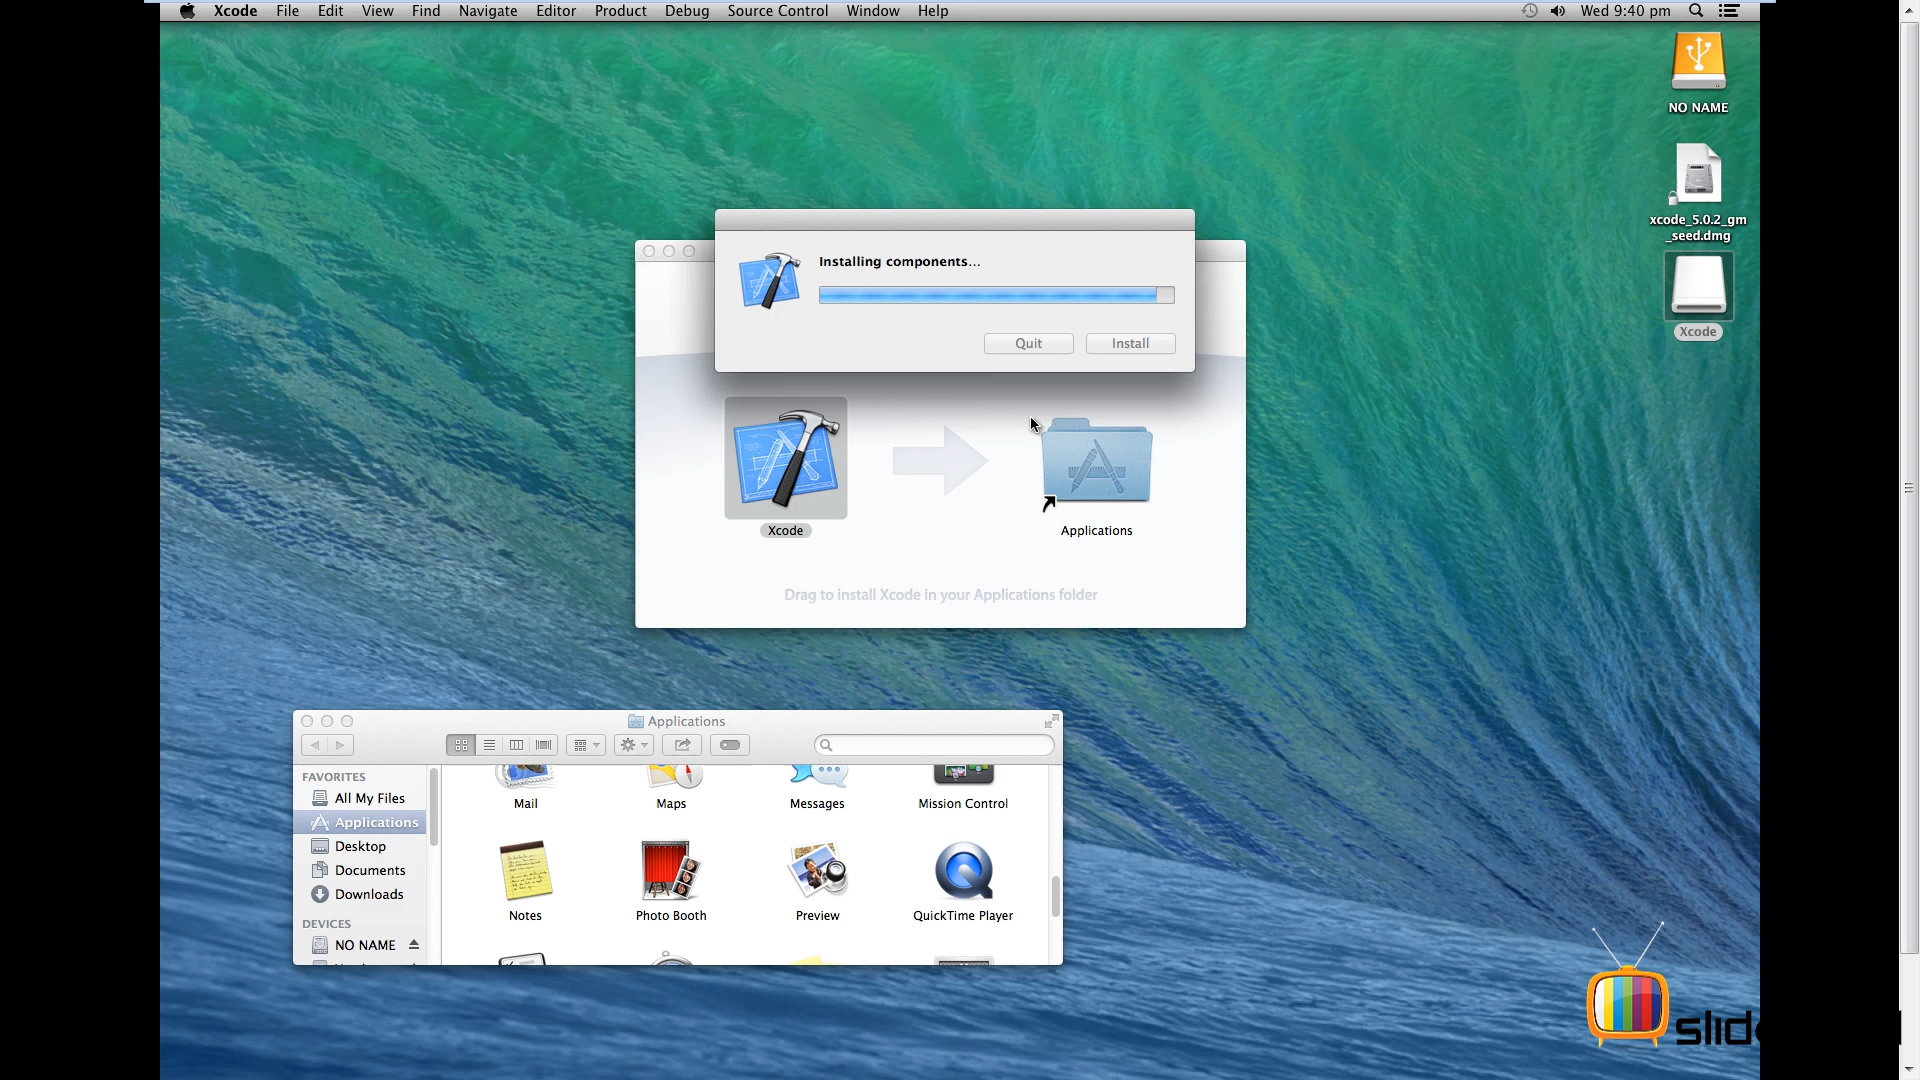 Xcode File Edit View Find Navigate Editor Product Debug Source Control Window Help
Wed 9:40 pm
NO NAME
xcode_5.0.2_gm
_seed.dmg
Xcode
Installing components...
Quit Install
Xcode
Applications
Drag to install Xcode in your Applications folder
Applications
FAVORITES
All My Files
Applications
Desktop
Documents
Downloads
DEVICES
NO NAME
Mail Maps Messages Mission Control
Notes Photo Booth Preview QuickTime Player